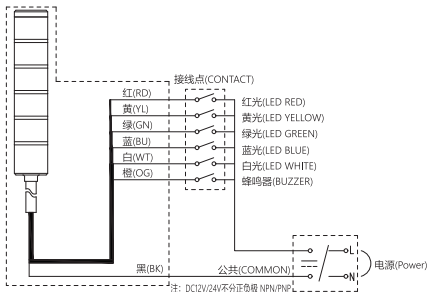 接线点(CONTACT)
红(RD)
红光(LED RED)
黄(YL)
黄光(LED YELLOW)
绿(GN)
绿光(LED GREEN)
蓝(BU)
蓝光(LED BLUE)
白(WT)
白光(LED WHITE)
橙(OG)
蜂鸣器(BUZZER)
L
电源(Power)
黑(BK)
公共(COMMON)
N
注：DC12V/24V不分正负极 NPN/PNP